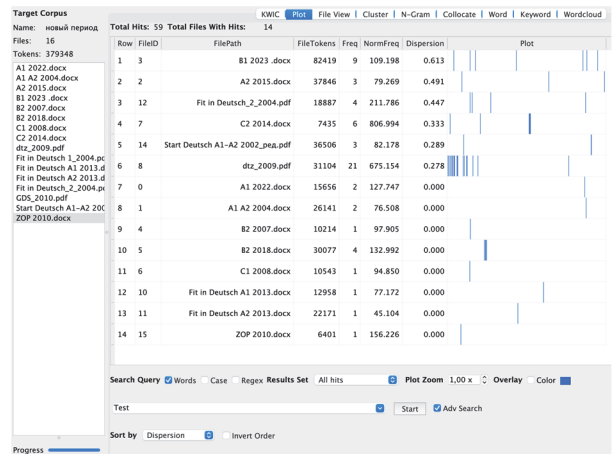 Target Corpus
Name: новый период
Files: 16
Tokens: 379348
A1 2022.docx
A1 A2 2004.docx
A2 2015.docx
B1 2023 .docx
B2 2007.docx
B2 2018.docx
C1 2008.docx
C2 2014.docx
dtz_2009.pdf
Fit in Deutsch 1_2004.pd
Fit in Deutsch A1 2013.d
Fit in Deutsch A2 2013.d
Fit in Deutsch_2_2004.pd
GDS_2010.pdf
Start Deutsch A1-A2 200
ZOP 2010.docx
Progress
KWIC Plot File View Cluster N-Gram Collocate Word Keyword Wordcloud
Total Hits: 59 Total Files With Hits: 14
Row FileID FilePath FileTokens Freq NormFreq Dispersion Plot
1 3 B1 2023 .docx 82419 9 109.198 0.613
2 2 A2 2015.docx 37846 3 79.269 0.491
3 12 Fit in Deutsch_2_2004.pdf 18887 4 211.786 0.447
4 7 C2 2014.docx 7435 6 806.994 0.333
5 14 Start Deutsch A1-A2 2002_ред.pdf 36506 3 82.178 0.289
6 8 dtz_2009.pdf 31104 21 675.154 0.278
7 0 A1 2022.docx 15656 2 127.747 0.000
8 1 A1 A2 2004.docx 26141 2 76.508 0.000
9 4 B2 2007.docx 10214 1 97.905 0.000
10 5 B2 2018.docx 30077 4 132.992 0.000
11 6 C1 2008.docx 10543 1 94.850 0.000
12 10 Fit in Deutsch A1 2013.docx 12958 1 77.172 0.000
13 11 Fit in Deutsch A2 2013.docx 22171 1 45.104 0.000
14 15 ZOP 2010.docx 6401 1 156.226 0.000
Search Query Words Case Regex Results Set All hits Plot Zoom 1,00 x Overlay Color
Test Start Adv Search
Sort by Dispersion Invert Order